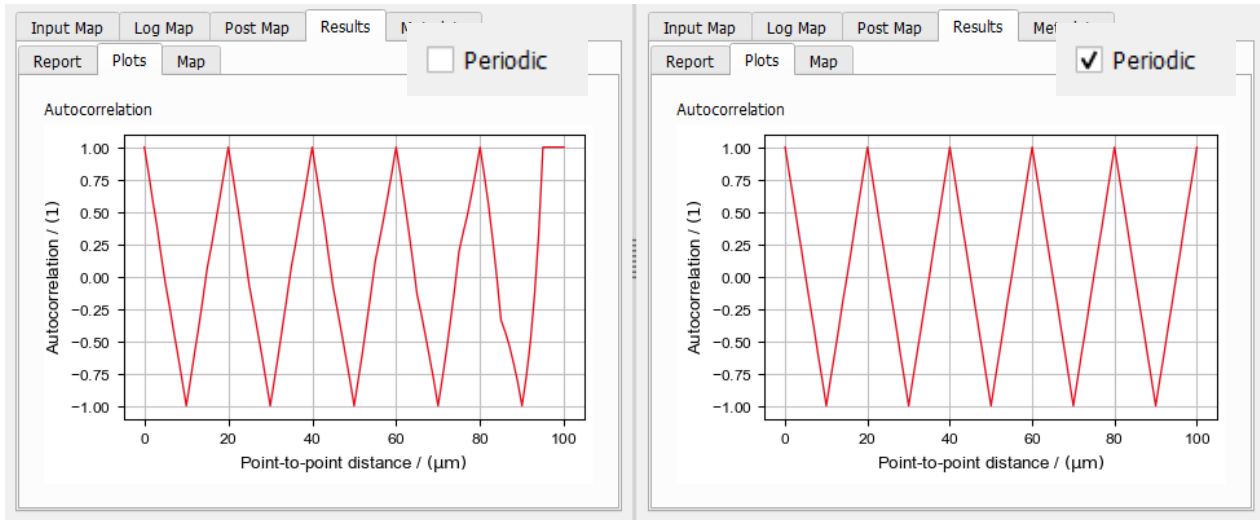 Input Map Log Map Post Map Results
Report Plots Map
Periodic
Autocorrelation
1.00
0.75
0.50
0.25
0.00
−0.25
−0.50
−0.75
−1.00
Autocorrelation / (1)
0 20 40 60 80 100
Point-to-point distance / (μm)
Input Map Log Map Post Map Results
Report Plots Map
Periodic
Autocorrelation
1.00
0.75
0.50
0.25
0.00
−0.25
−0.50
−0.75
−1.00
Autocorrelation / (1)
0 20 40 60 80 100
Point-to-point distance / (μm)